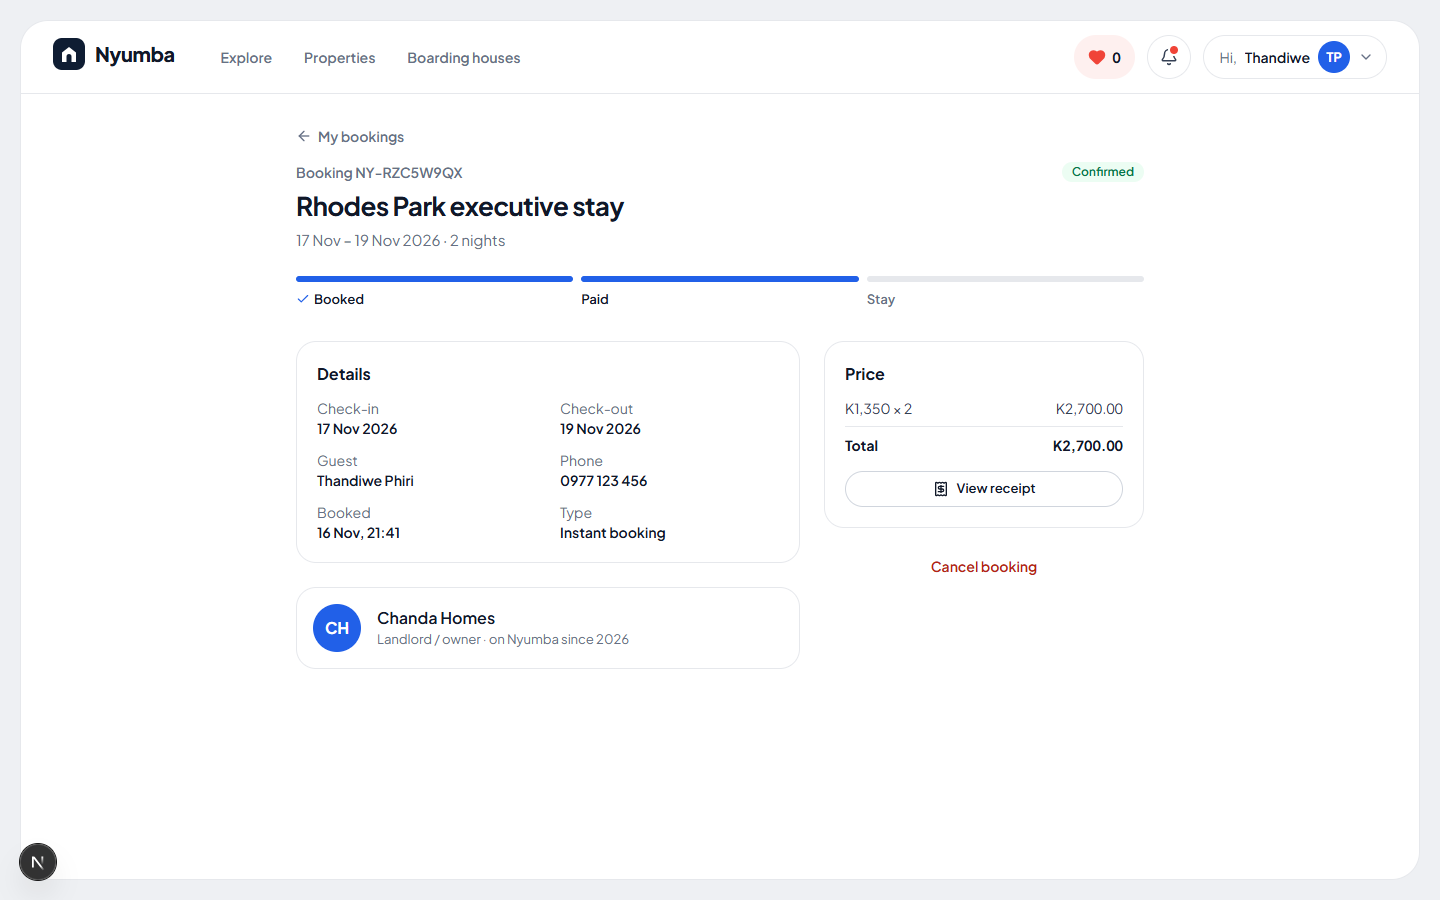 Nyumba
Explore
Properties
Boarding houses
0
Hi, Thandiwe
TP
My bookings
Booking NY-RZC5W9QX
Confirmed
Rhodes Park executive stay
17 Nov – 19 Nov 2026 · 2 nights
Booked
Paid
Stay
Details
Check-in
17 Nov 2026
Check-out
19 Nov 2026
Guest
Thandiwe Phiri
Phone
0977 123 456
Booked
16 Nov, 21:41
Type
Instant booking
Price
K1,350 × 2
K2,700.00
Total
K2,700.00
View receipt
Cancel booking
CH
Chanda Homes
Landlord / owner · on Nyumba since 2026
N